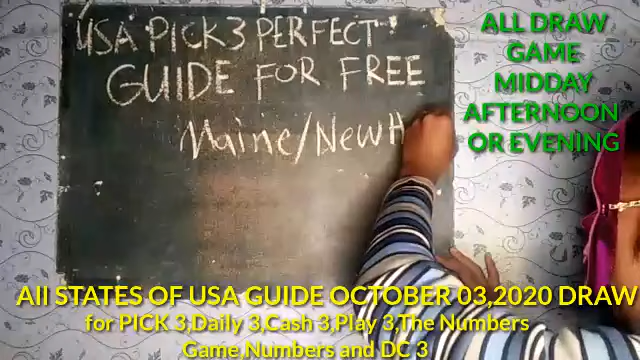 USA PICK3 PERFECT
GUIDE FOR FREE
Maine/New H
ALL DRAW
GAME
MIDDAY
AFTERNOON
OR EVENING
All STATES OF USA GUIDE OCTOBER 03,2020 DRAW
for PICK 3,Daily 3,Cash 3,Play 3,The Numbers
Game,Numbers and DC 3